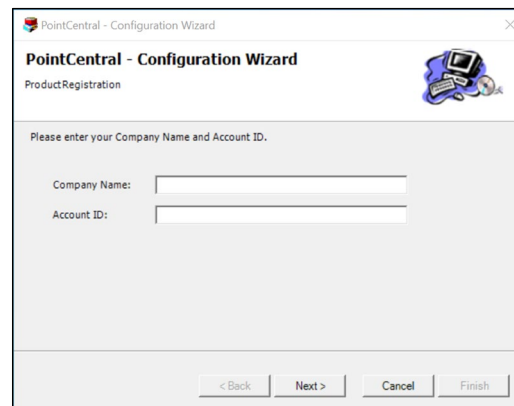 PointCentral - Configuration Wizard
PointCentral - Configuration Wizard
ProductRegistration
Please enter your Company Name and Account ID.
Company Name:
Account ID:
< Back Next > Cancel Finish